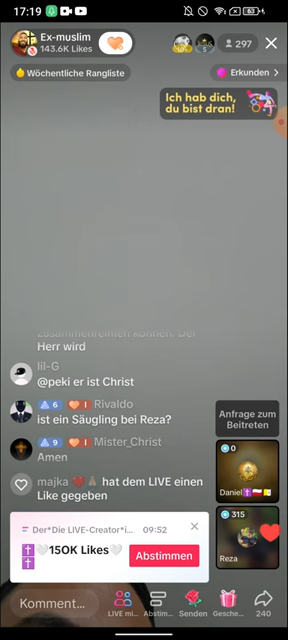 17:19
Ex-muslim
143.6K Likes
297
Wöchentliche Rangliste
Erkunden >
Ich hab dich,
du bist dran!
zusammenreimen können. Der
Herr wird
lil-G
@peki er ist Christ
6 1 Rivaldo
ist ein Säugling bei Reza?
9 1 Mister_Christ
Amen
majka hat dem LIVE einen
Like gegeben
Anfrage zum
Beitreten
0
Daniel
315
Reza
Der*Die LIVE-Creator*i... 09:52
150K Likes
Abstimmen
Komment...
LIVE mi...
Abstim...
Senden
Gesche...
240